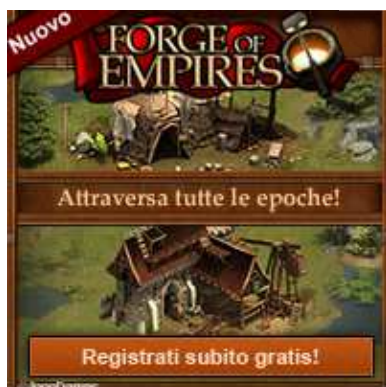 Nuovo
FORGE OF
EMPIRES
Attraversa tutte le epoche!
Registrati subito gratis!